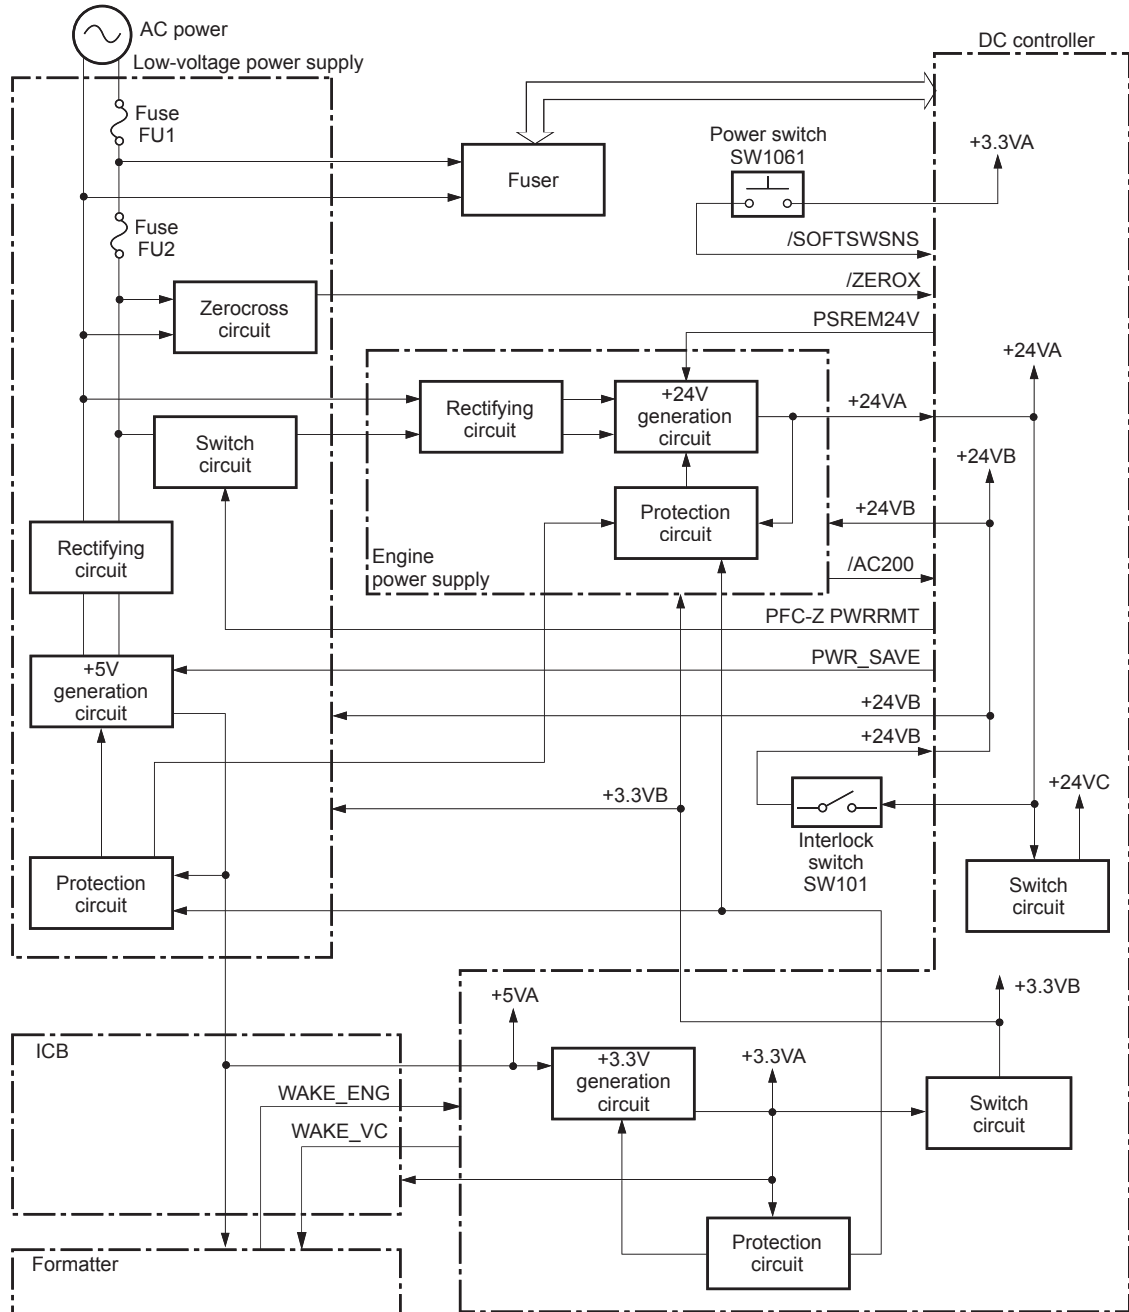 AC power
Low-voltage power supply
DC controller
Fuse
FU1
Power switch
SW1061
+3.3VA
Fuser
Fuse
FU2
/SOFTSWSNS
/ZEROX
Zerocross
circuit
PSREM24V
+24VA
Rectifying
circuit
+24V
generation
circuit
+24VA
Switch
circuit
+24VB
Protection
circuit
+24VB
Rectifying
circuit
Engine
power supply
/AC200
PFC-Z PWRRMT
PWR_SAVE
+5V
generation
circuit
+24VB
+24VB
+3.3VB
+24VC
Interlock
switch
SW101
Protection
circuit
Switch
circuit
+5VA
+3.3VB
ICB
+3.3V
generation
circuit
+3.3VA
WAKE_ENG
Switch
circuit
WAKE_VC
Protection
circuit
Formatter